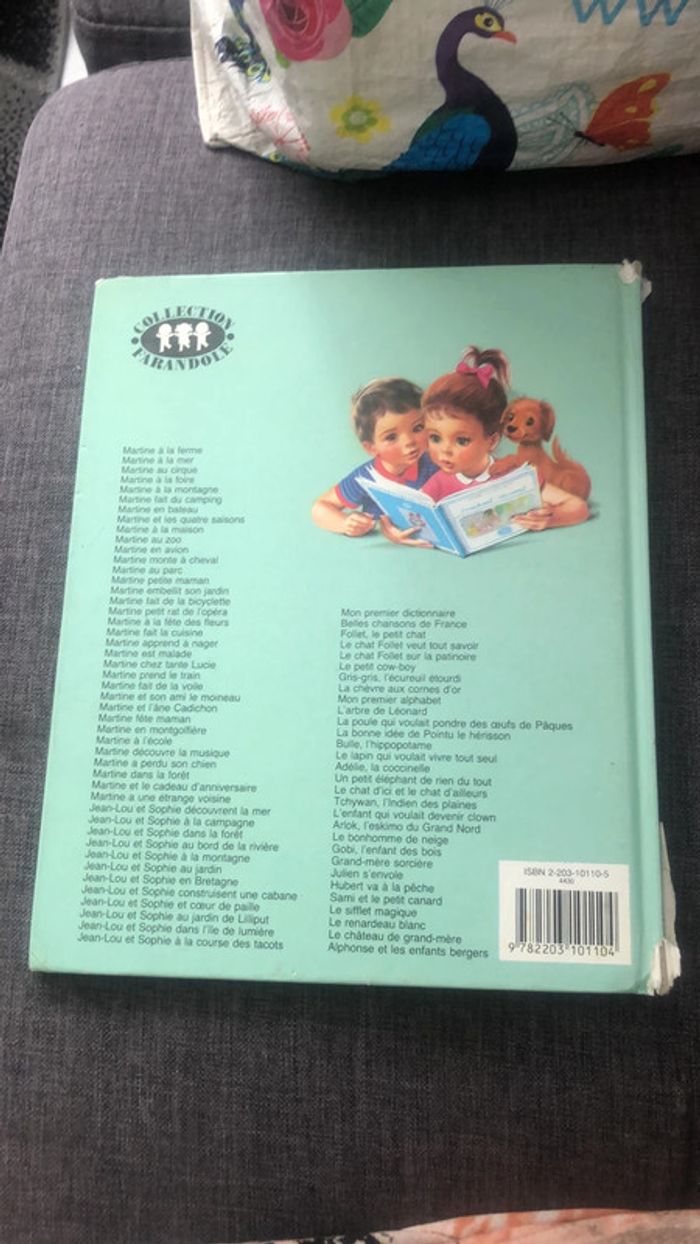 WW
COLLECTION
FARANDOLE
Martine à la ferme
Martine à la mer
Martine au cirque
Martine à la foire
Martine à la montagne
Martine fait du camping
Martine en bateau
Martine et les quatre saisons
Martine à la maison
Martine au zoo
Martine en avion
Martine monte à cheval
Martine au parc
Martine petite maman
Martine embellit son jardin
Martine fait de la bicyclette
Martine petit rat de l'opéra
Martine à la fête des fleurs
Martine fait la cuisine
Martine apprend à nager
Martine est malade
Martine chez tante Lucie
Martine prend le train
Martine fait de la voile
Martine et son ami le moineau
Martine et l'âne Cadichon
Martine fête maman
Martine en montgolfière
Martine à l'école
Martine découvre la musique
Martine a perdu son chien
Martine dans la forêt
Martine et le cadeau d'anniversaire
Martine a une étrange voisine
Jean-Lou et Sophie découvrent la mer
Jean-Lou et Sophie à la campagne
Jean-Lou et Sophie dans la forêt
Jean-Lou et Sophie au bord de la rivière
Jean-Lou et Sophie à la montagne
Jean-Lou et Sophie au jardin
Jean-Lou et Sophie en Bretagne
Jean-Lou et Sophie construisent une cabane
Jean-Lou et Sophie et cœur de paille
Jean-Lou et Sophie au jardin de Lilliput
Jean-Lou et Sophie dans l'île de lumière
Jean-Lou et Sophie à la course des tacots
Mon premier dictionnaire
Belles chansons de France
Follet, le petit chat
Le chat Follet veut tout savoir
Le chat Follet sur la patinoire
Le petit cow-boy
Gris-gris, l'écureuil étourdi
La chèvre aux cornes d'or
Mon premier alphabet
L'arbre de Léonard
La poule qui voulait pondre des œufs de Pâques
La bonne idée de Pointu le hérisson
Bulle, l'hippopotame
Le lapin qui voulait vivre tout seul
Adélie, la coccinelle
Un petit éléphant de rien du tout
Le chat d'ici et le chat d'ailleurs
Tchywan, l'Indien des plaines
L'enfant qui voulait devenir clown
Arlok, l'eskimo du Grand Nord
Le bonhomme de neige
Gobi, l'enfant des bois
Grand-mère sorcière
Julien s'envole
Hubert va à la pêche
Sami et le petit canard
Le sifflet magique
Le renardeau blanc
Le château de grand-mère
Alphonse et les enfants bergers
ISBN 2-203-10110-5
4430
9 782203 101104